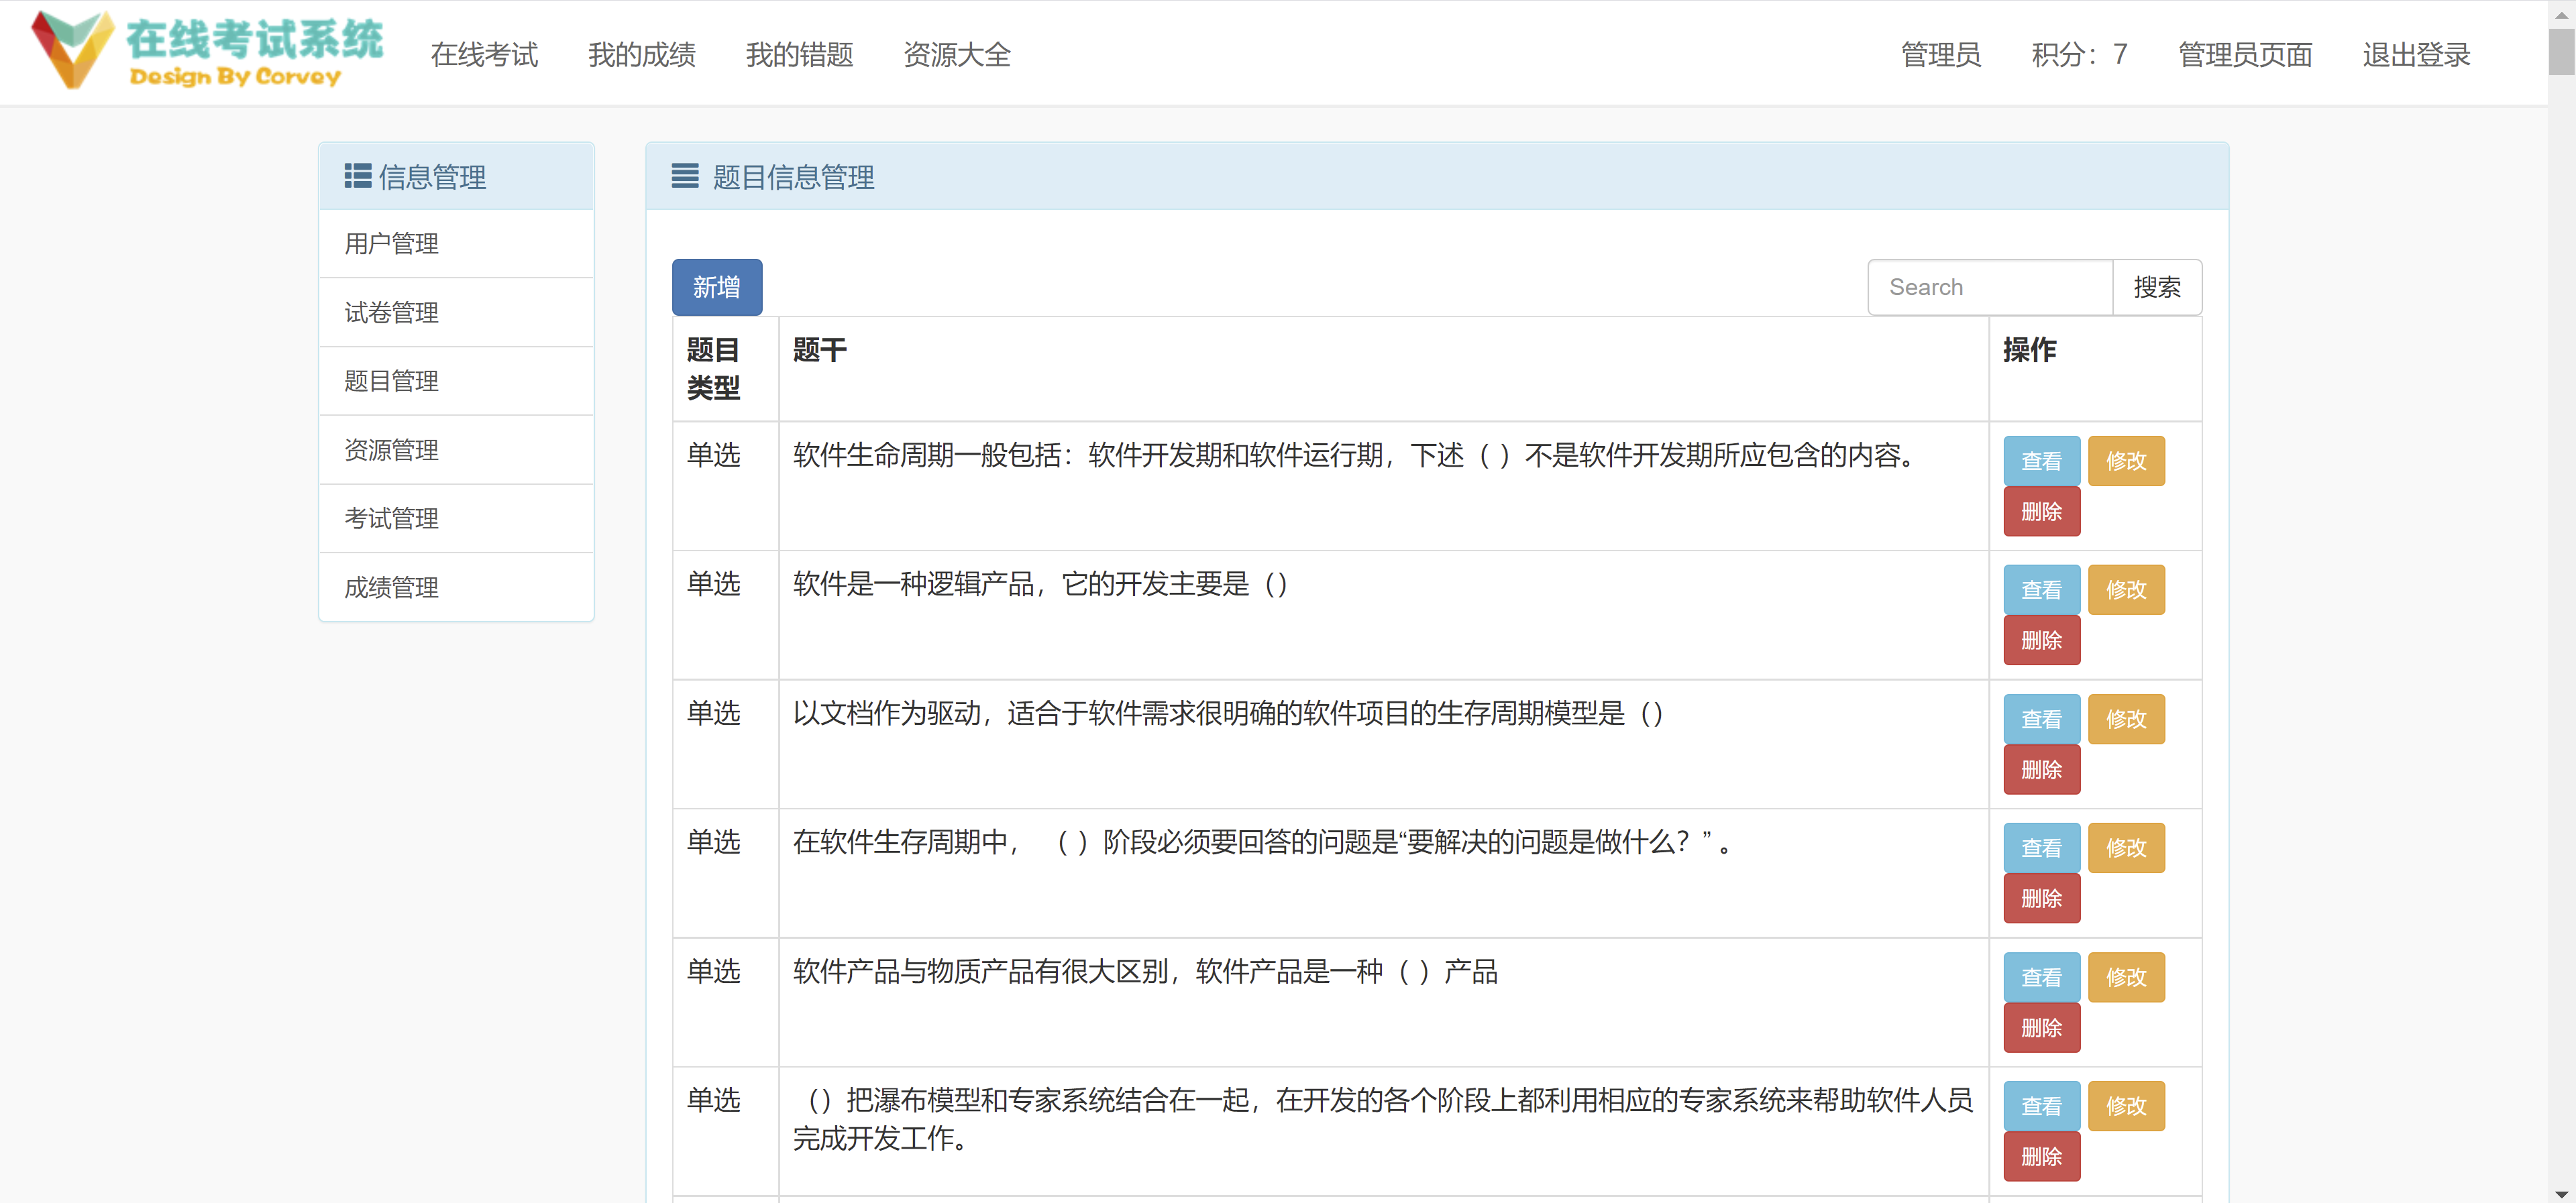 在线考试系统
Design By Corvey
在线考试 我的成绩 我的错题 资源大全 管理员 积分：7 管理员页面 退出登录
信息管理
用户管理
试卷管理
题目管理
资源管理
考试管理
成绩管理
题目信息管理
新增 Search 搜索
题目类型 题干 操作
单选 软件生命周期一般包括：软件开发期和软件运行期，下述（ ）不是软件开发期所应包含的内容。 查看 修改
删除
单选 软件是一种逻辑产品，它的开发主要是（） 查看 修改
删除
单选 以文档作为驱动，适合于软件需求很明确的软件项目的生存周期模型是（） 查看 修改
删除
单选 在软件生存周期中， （ ）阶段必须要回答的问题是“要解决的问题是做什么？” 。 查看 修改
删除
单选 软件产品与物质产品有很大区别，软件产品是一种（ ）产品 查看 修改
删除
单选 （）把瀑布模型和专家系统结合在一起，在开发的各个阶段上都利用相应的专家系统来帮助软件人员 查看 修改
完成开发工作。
删除